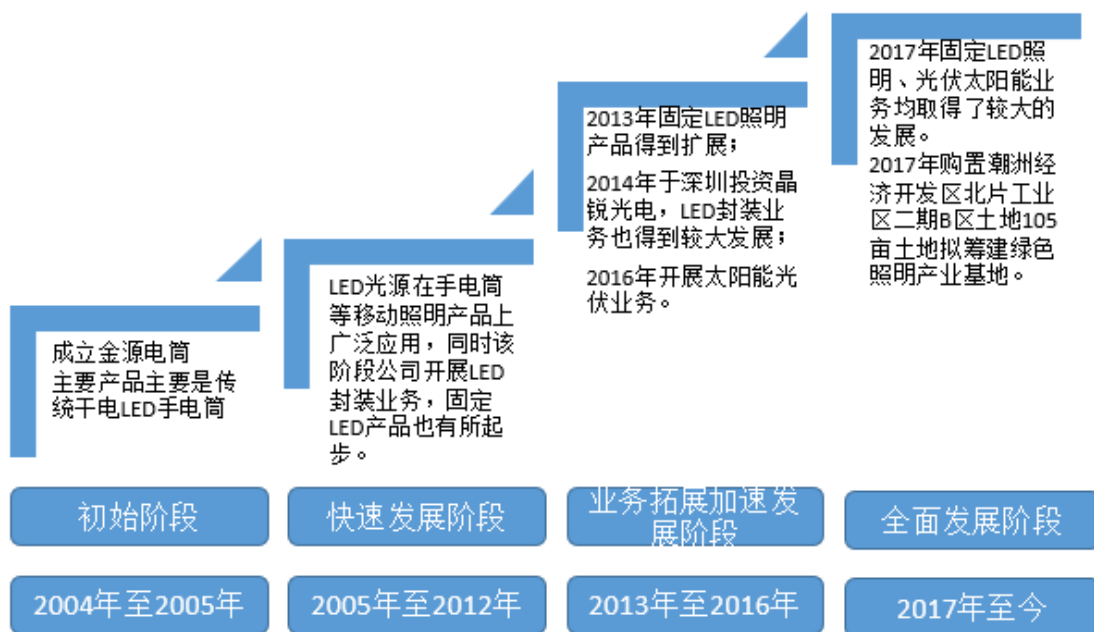 成立金源电筒
主要产品主要是传
统干电LED手电筒
LED光源在手电筒
等移动照明产品上
广泛应用，同时该
阶段公司开展LED
封装业务，固定
LED产品也有所起
步。
2013年固定LED照明
产品得到扩展；
2014年于深圳投资晶
锐光电，LED封装业
务也得到较大发展；
2016年开展太阳能光
伏业务。
2017年固定LED照
明、光伏太阳能业
务均取得了较大的
发展。
2017年购置潮洲经
济开发区北片工业
区二期B区土地105
亩土地拟筹建绿色
照明产业基地。
初始阶段
快速发展阶段
业务拓展加速发
展阶段
全面发展阶段
2004年至2005年
2005年至2012年
2013年至2016年
2017年至今